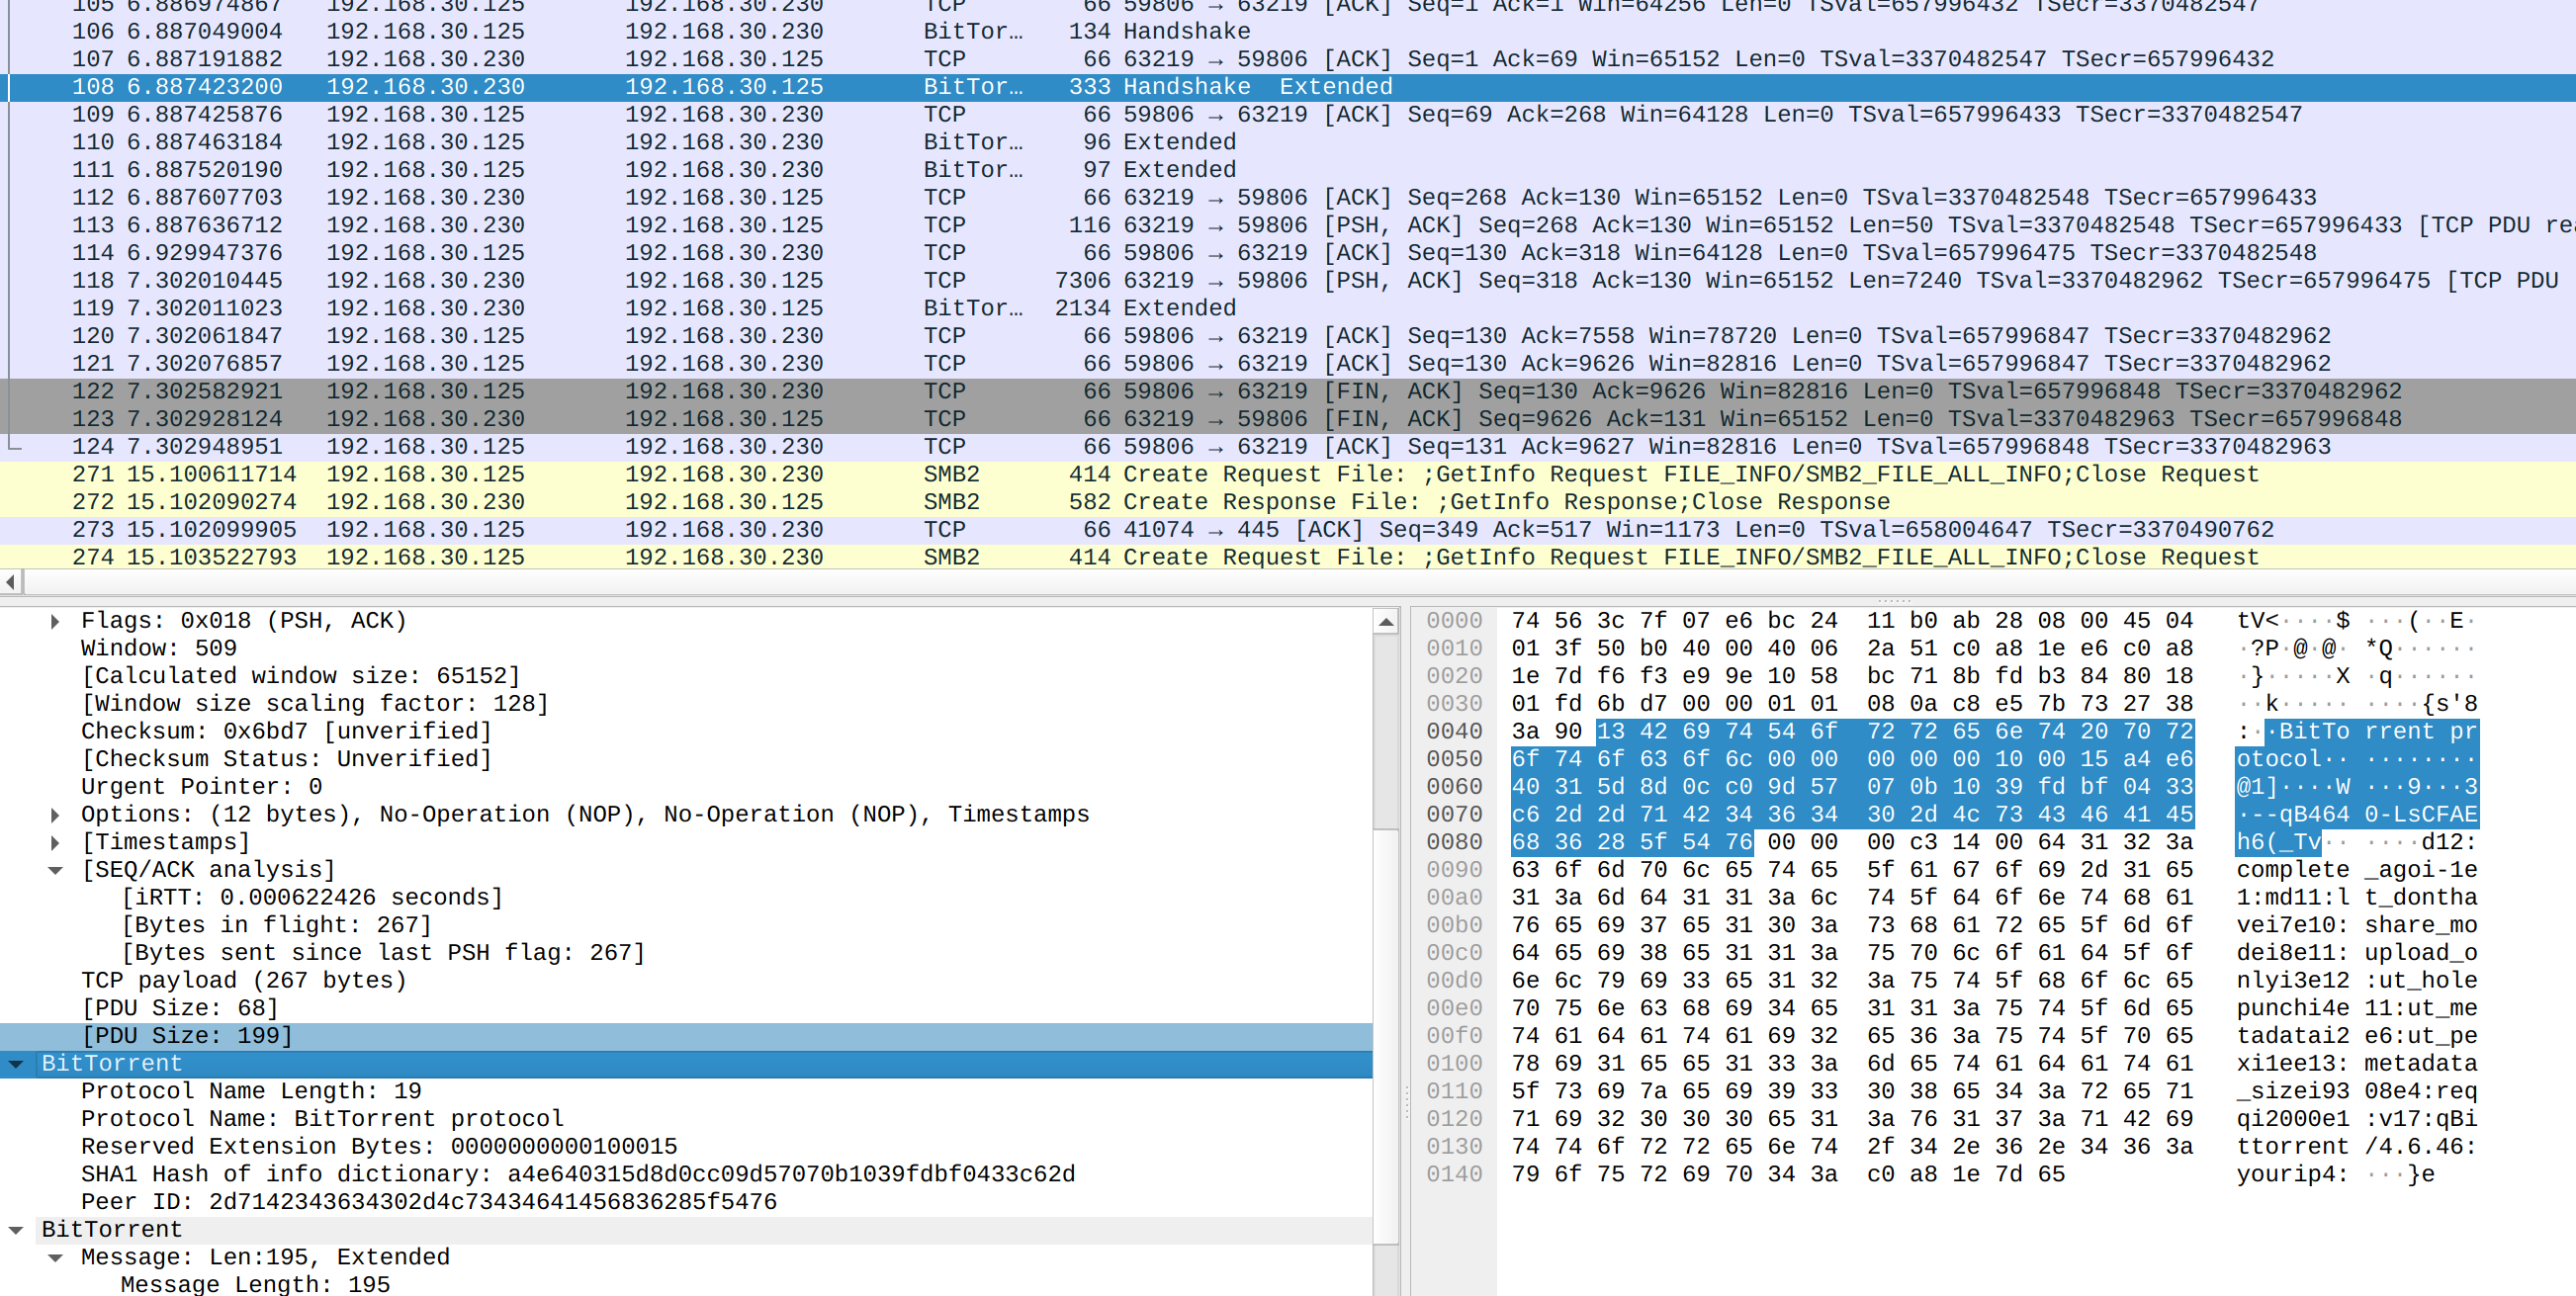 105 6.886974867 192.168.30.125 192.168.30.230 TCP 66 59806 → 63219 [ACK] Seq=1 Ack=1 Win=64256 Len=0 TSval=657996432 TSecr=3370482547
106 6.887049004 192.168.30.125 192.168.30.230 BitTor… 134 Handshake
107 6.887191882 192.168.30.230 192.168.30.125 TCP 66 63219 → 59806 [ACK] Seq=1 Ack=69 Win=65152 Len=0 TSval=3370482547 TSecr=657996432
108 6.887423200 192.168.30.230 192.168.30.125 BitTor… 333 Handshake  Extended
109 6.887425876 192.168.30.125 192.168.30.230 TCP 66 59806 → 63219 [ACK] Seq=69 Ack=268 Win=64128 Len=0 TSval=657996433 TSecr=3370482547
110 6.887463184 192.168.30.125 192.168.30.230 BitTor… 96 Extended
111 6.887520190 192.168.30.125 192.168.30.230 BitTor… 97 Extended
112 6.887607703 192.168.30.230 192.168.30.125 TCP 66 63219 → 59806 [ACK] Seq=268 Ack=130 Win=65152 Len=0 TSval=3370482548 TSecr=657996433
113 6.887636712 192.168.30.230 192.168.30.125 TCP 116 63219 → 59806 [PSH, ACK] Seq=268 Ack=130 Win=65152 Len=50 TSval=3370482548 TSecr=657996433 [TCP PDU rea
114 6.929947376 192.168.30.125 192.168.30.230 TCP 66 59806 → 63219 [ACK] Seq=130 Ack=318 Win=64128 Len=0 TSval=657996475 TSecr=3370482548
118 7.302010445 192.168.30.230 192.168.30.125 TCP 7306 63219 → 59806 [PSH, ACK] Seq=318 Ack=130 Win=65152 Len=7240 TSval=3370482962 TSecr=657996475 [TCP PDU
119 7.302011023 192.168.30.230 192.168.30.125 BitTor… 2134 Extended
120 7.302061847 192.168.30.125 192.168.30.230 TCP 66 59806 → 63219 [ACK] Seq=130 Ack=7558 Win=78720 Len=0 TSval=657996847 TSecr=3370482962
121 7.302076857 192.168.30.125 192.168.30.230 TCP 66 59806 → 63219 [ACK] Seq=130 Ack=9626 Win=82816 Len=0 TSval=657996847 TSecr=3370482962
122 7.302582921 192.168.30.125 192.168.30.230 TCP 66 59806 → 63219 [FIN, ACK] Seq=130 Ack=9626 Win=82816 Len=0 TSval=657996848 TSecr=3370482962
123 7.302928124 192.168.30.230 192.168.30.125 TCP 66 63219 → 59806 [FIN, ACK] Seq=9626 Ack=131 Win=65152 Len=0 TSval=3370482963 TSecr=657996848
124 7.302948951 192.168.30.125 192.168.30.230 TCP 66 59806 → 63219 [ACK] Seq=131 Ack=9627 Win=82816 Len=0 TSval=657996848 TSecr=3370482963
271 15.100611714 192.168.30.125 192.168.30.230 SMB2 414 Create Request File: ;GetInfo Request FILE_INFO/SMB2_FILE_ALL_INFO;Close Request
272 15.102090274 192.168.30.230 192.168.30.125 SMB2 582 Create Response File: ;GetInfo Response;Close Response
273 15.102099905 192.168.30.125 192.168.30.230 TCP 66 41074 → 445 [ACK] Seq=349 Ack=517 Win=1173 Len=0 TSval=658004647 TSecr=3370490762
274 15.103522793 192.168.30.125 192.168.30.230 SMB2 414 Create Request File: ;GetInfo Request FILE_INFO/SMB2_FILE_ALL_INFO;Close Request
Flags: 0x018 (PSH, ACK)
Window: 509
[Calculated window size: 65152]
[Window size scaling factor: 128]
Checksum: 0x6bd7 [unverified]
[Checksum Status: Unverified]
Urgent Pointer: 0
Options: (12 bytes), No-Operation (NOP), No-Operation (NOP), Timestamps
[Timestamps]
[SEQ/ACK analysis]
[iRTT: 0.000622426 seconds]
[Bytes in flight: 267]
[Bytes sent since last PSH flag: 267]
TCP payload (267 bytes)
[PDU Size: 68]
[PDU Size: 199]
BitTorrent
Protocol Name Length: 19
Protocol Name: BitTorrent protocol
Reserved Extension Bytes: 0000000000100015
SHA1 Hash of info dictionary: a4e640315d8d0cc09d57070b1039fdbf0433c62d
Peer ID: 2d7142343634302d4c73434641456836285f5476
BitTorrent
Message: Len:195, Extended
Message Length: 195
0000 74 56 3c 7f 07 e6 bc 24 11 b0 ab 28 08 00 45 04 tV<····$ ···(··E·
0010 01 3f 50 b0 40 00 40 06 2a 51 c0 a8 1e e6 c0 a8 ·?P·@·@· *Q······
0020 1e 7d f6 f3 e9 9e 10 58 bc 71 8b fd b3 84 80 18 ·}·····X ·q······
0030 01 fd 6b d7 00 00 01 01 08 0a c8 e5 7b 73 27 38 ··k····· ····{s'8
0040 3a 90 13 42 69 74 54 6f 72 72 65 6e 74 20 70 72 :··BitTo rrent pr
0050 6f 74 6f 63 6f 6c 00 00 00 00 00 10 00 15 a4 e6 otocol·· ········
0060 40 31 5d 8d 0c c0 9d 57 07 0b 10 39 fd bf 04 33 @1]····W ···9···3
0070 c6 2d 2d 71 42 34 36 34 30 2d 4c 73 43 46 41 45 ·--qB464 0-LsCFAE
0080 68 36 28 5f 54 76 00 00 00 c3 14 00 64 31 32 3a h6(_Tv·· ····d12:
0090 63 6f 6d 70 6c 65 74 65 5f 61 67 6f 69 2d 31 65 complete _agoi-1e
00a0 31 3a 6d 64 31 31 3a 6c 74 5f 64 6f 6e 74 68 61 1:md11:l t_dontha
00b0 76 65 69 37 65 31 30 3a 73 68 61 72 65 5f 6d 6f vei7e10: share_mo
00c0 64 65 69 38 65 31 31 3a 75 70 6c 6f 61 64 5f 6f dei8e11: upload_o
00d0 6e 6c 79 69 33 65 31 32 3a 75 74 5f 68 6f 6c 65 nlyi3e12 :ut_hole
00e0 70 75 6e 63 68 69 34 65 31 31 3a 75 74 5f 6d 65 punchi4e 11:ut_me
00f0 74 61 64 61 74 61 69 32 65 36 3a 75 74 5f 70 65 tadatai2 e6:ut_pe
0100 78 69 31 65 65 31 33 3a 6d 65 74 61 64 61 74 61 xi1ee13: metadata
0110 5f 73 69 7a 65 69 39 33 30 38 65 34 3a 72 65 71 _sizei93 08e4:req
0120 71 69 32 30 30 30 65 31 3a 76 31 37 3a 71 42 69 qi2000e1 :v17:qBi
0130 74 74 6f 72 72 65 6e 74 2f 34 2e 36 2e 34 36 3a ttorrent /4.6.46:
0140 79 6f 75 72 69 70 34 3a c0 a8 1e 7d 65 yourip4: ···}e